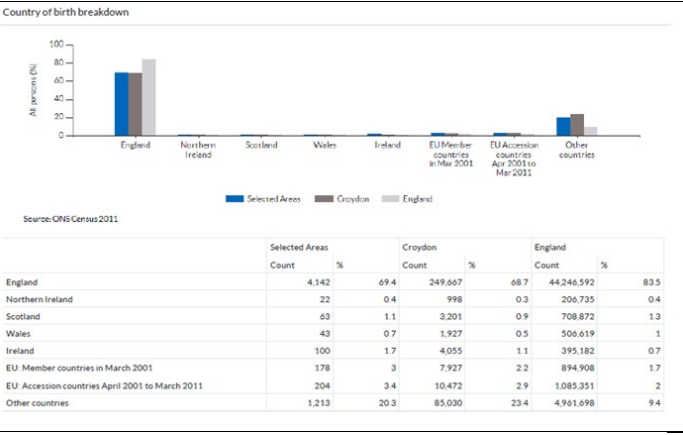 Country of birth breakdown
100
80
60
40
20
0
All persons (%)
England
Northern Ireland
Scotland
Wales
Ireland
EU Member countries in Mar 2001
EU Accession countries Apr 2001 to Mar 2011
Other countries
Selected Areas Croydon England
Source: ONS Census 2011
Selected Areas Croydon England
Count % Count % Count %
England 4,142 69.4 249,667 68.7 44,246,592 83.5
Northern Ireland 22 0.4 998 0.3 206,735 0.4
Scotland 63 1.1 3,201 0.9 708,872 1.3
Wales 43 0.7 1,927 0.5 506,619 1
Ireland 100 1.7 4,055 1.1 395,182 0.7
EU Member countries in March 2001 178 3 7,927 2.2 894,908 1.7
EU Accession countries April 2001 to March 2011 204 3.4 10,472 2.9 1,085,351 2
Other countries 1,213 20.3 85,030 23.4 4,961,698 9.4